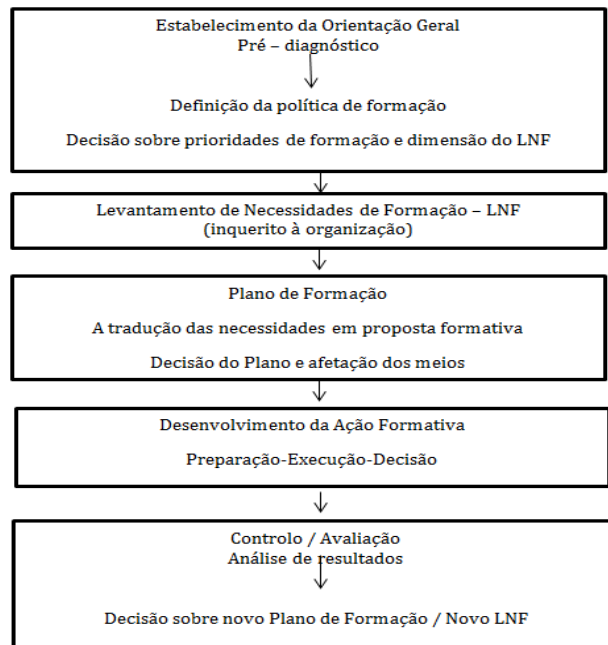 Estabelecimento da Orientação Geral
Pré – diagnóstico
Definição da política de formação
Decisão sobre prioridades de formação e dimensão do LNF
Levantamento de Necessidades de Formação – LNF
(inquerito à organização)
Plano de Formação
A tradução das necessidades em proposta formativa
Decisão do Plano e afetação dos meios
Desenvolvimento da Ação Formativa
Preparação-Execução-Decisão
Controlo / Avaliação
Análise de resultados
Decisão sobre novo Plano de Formação / Novo LNF